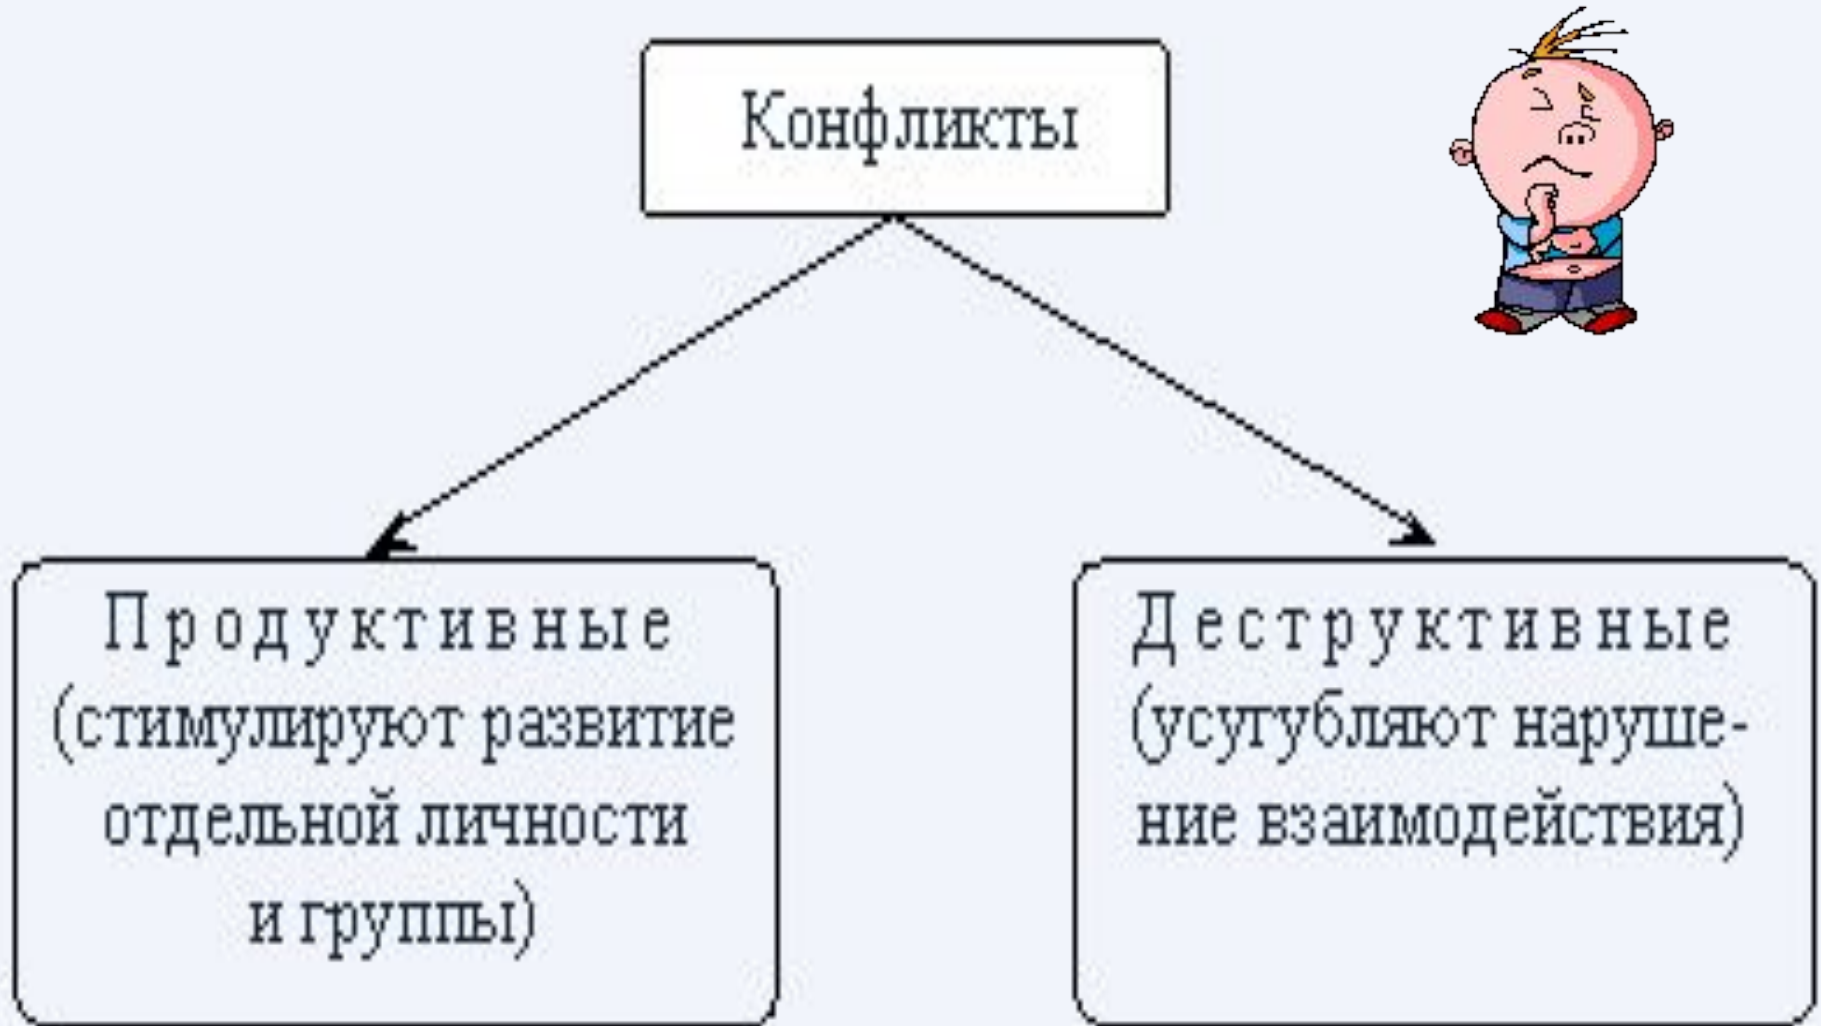 Конфликты
Продуктивные
(стимулируют развитие
отдельной личности
и группы)
Деструктивные
(усугубляют наруше-
ние взаимодействия)